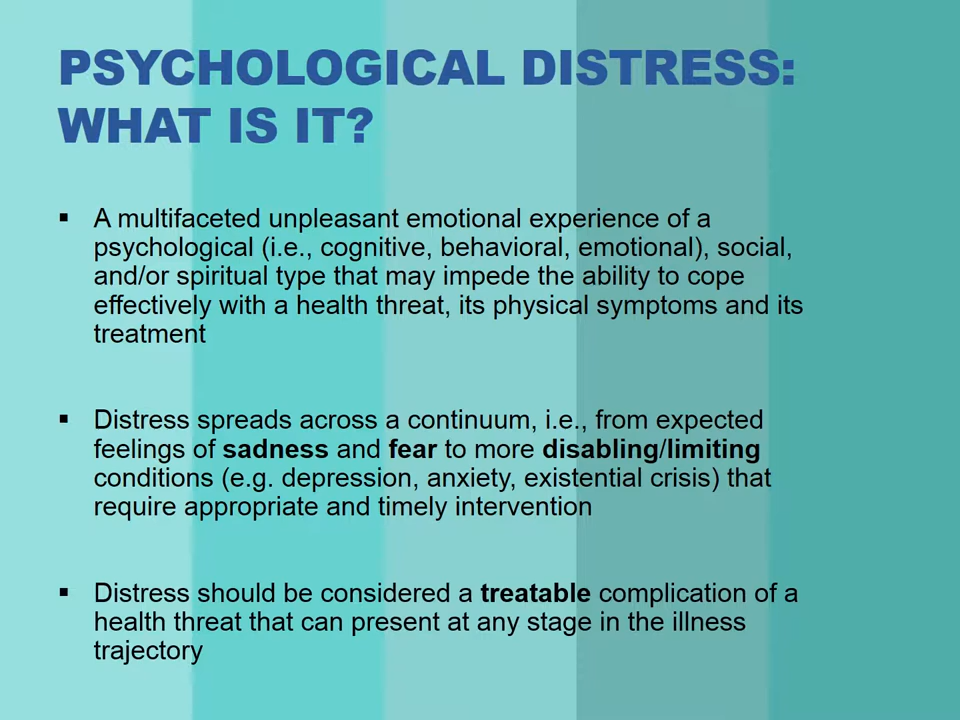 PSYCHOLOGICAL DISTRESS:
WHAT IS IT?
▪ A multifaceted unpleasant emotional experience of a
psychological (i.e., cognitive, behavioral, emotional), social,
and/or spiritual type that may impede the ability to cope
effectively with a health threat, its physical symptoms and its
treatment
▪ Distress spreads across a continuum, i.e., from expected
feelings of sadness and fear to more disabling/limiting
conditions (e.g. depression, anxiety, existential crisis) that
require appropriate and timely intervention
▪ Distress should be considered a treatable complication of a
health threat that can present at any stage in the illness
trajectory